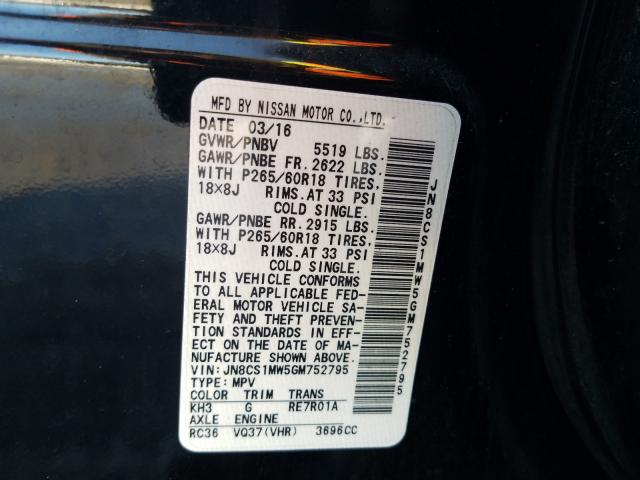 MFD BY NISSAN MOTOR CO.,LTD.
DATE 03/16
GVWR/PNBV 5519 LBS.
GAWR/PNBE FR. 2622 LBS.
WITH P265/60R18 TIRES,
18X8J RIMS.AT 33 PSI
COLD SINGLE.
GAWR/PNBE RR. 2915 LBS.
WITH P265/60R18 TIRES,
18X8J RIMS.AT 33 PSI
COLD SINGLE.
THIS VEHICLE CONFORMS
TO ALL APPLICABLE FED-
ERAL MOTOR VEHICLE SA-
FETY AND THEFT PREVEN-
TION STANDARDS IN EFF-
ECT ON THE DATE OF MA-
NUFACTURE SHOWN ABOVE.
VIN: JN8CS1MW5GM752795
TYPE: MPV
COLOR TRIM TRANS
KH3 G RE7R01A
AXLE ENGINE
RC36 VQ37(VHR) 3696CC
JN8CS1MW5GM752795